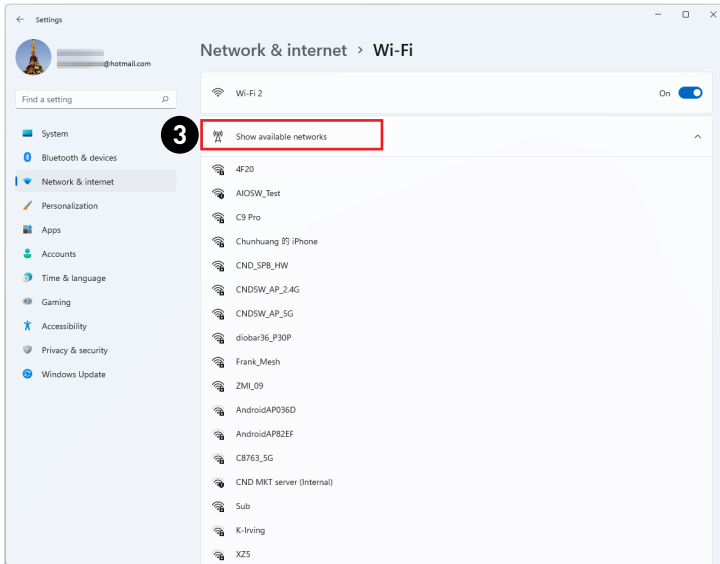 Settings
@hotmail.com
Find a setting
System
Bluetooth & devices
Network & internet
Personalization
Apps
Accounts
Time & language
Gaming
Accessibility
Privacy & security
Windows Update
Network & internet > Wi-Fi
Wi-Fi 2
On
3
Show available networks
4F20
AIOSW_Test
C9 Pro
Chunhuang 的 iPhone
CND_SPB_HW
CNDSW_AP_2.4G
CNDSW_AP_5G
diobar36_P30P
Frank_Mesh
ZMI_09
AndroidAP036D
AndroidAP82EF
C8763_5G
CND MKT server (Internal)
Sub
K-Irving
XZ5